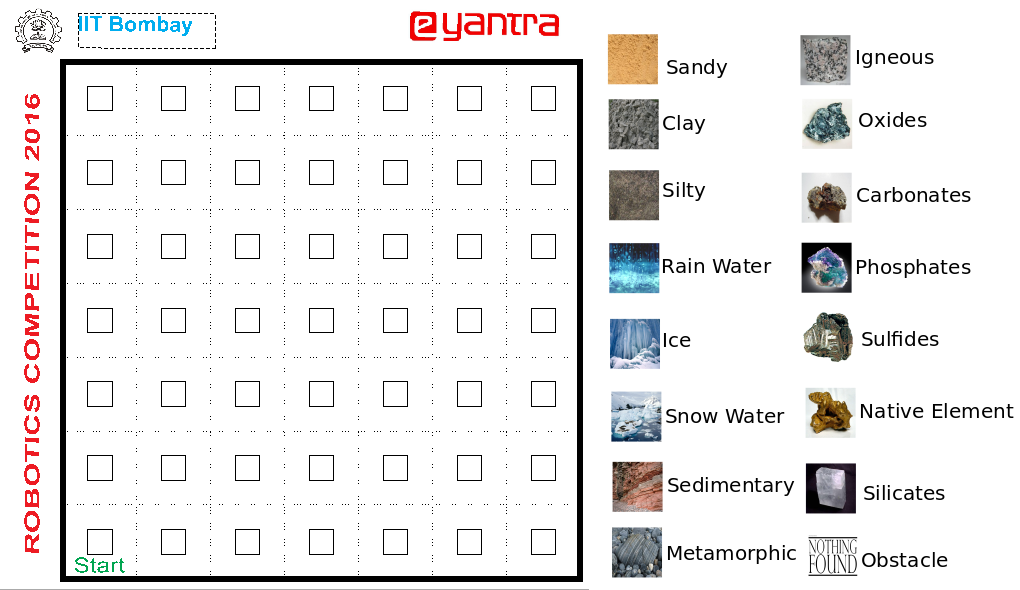 IIT Bombay
eyantra
ROBOTICS COMPETITION 2016
Start
Sandy
Clay
Silty
Rain Water
Ice
Snow Water
Sedimentary
Metamorphic
Igneous
Oxides
Carbonates
Phosphates
Sulfides
Native Element
Silicates
NOTHING
FOUND
Obstacle